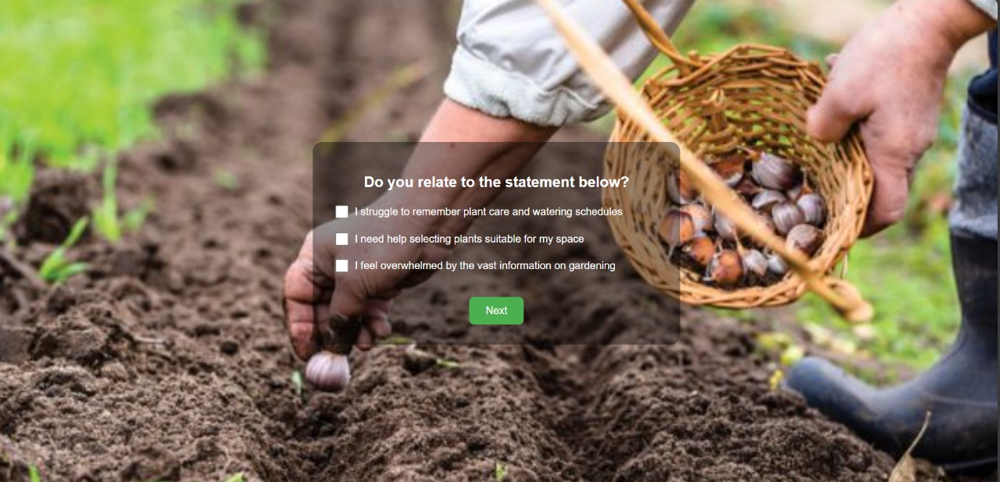 Do you relate to the statement below?
I struggle to remember plant care and watering schedules
I need help selecting plants suitable for my space
I feel overwhelmed by the vast information on gardening
Next